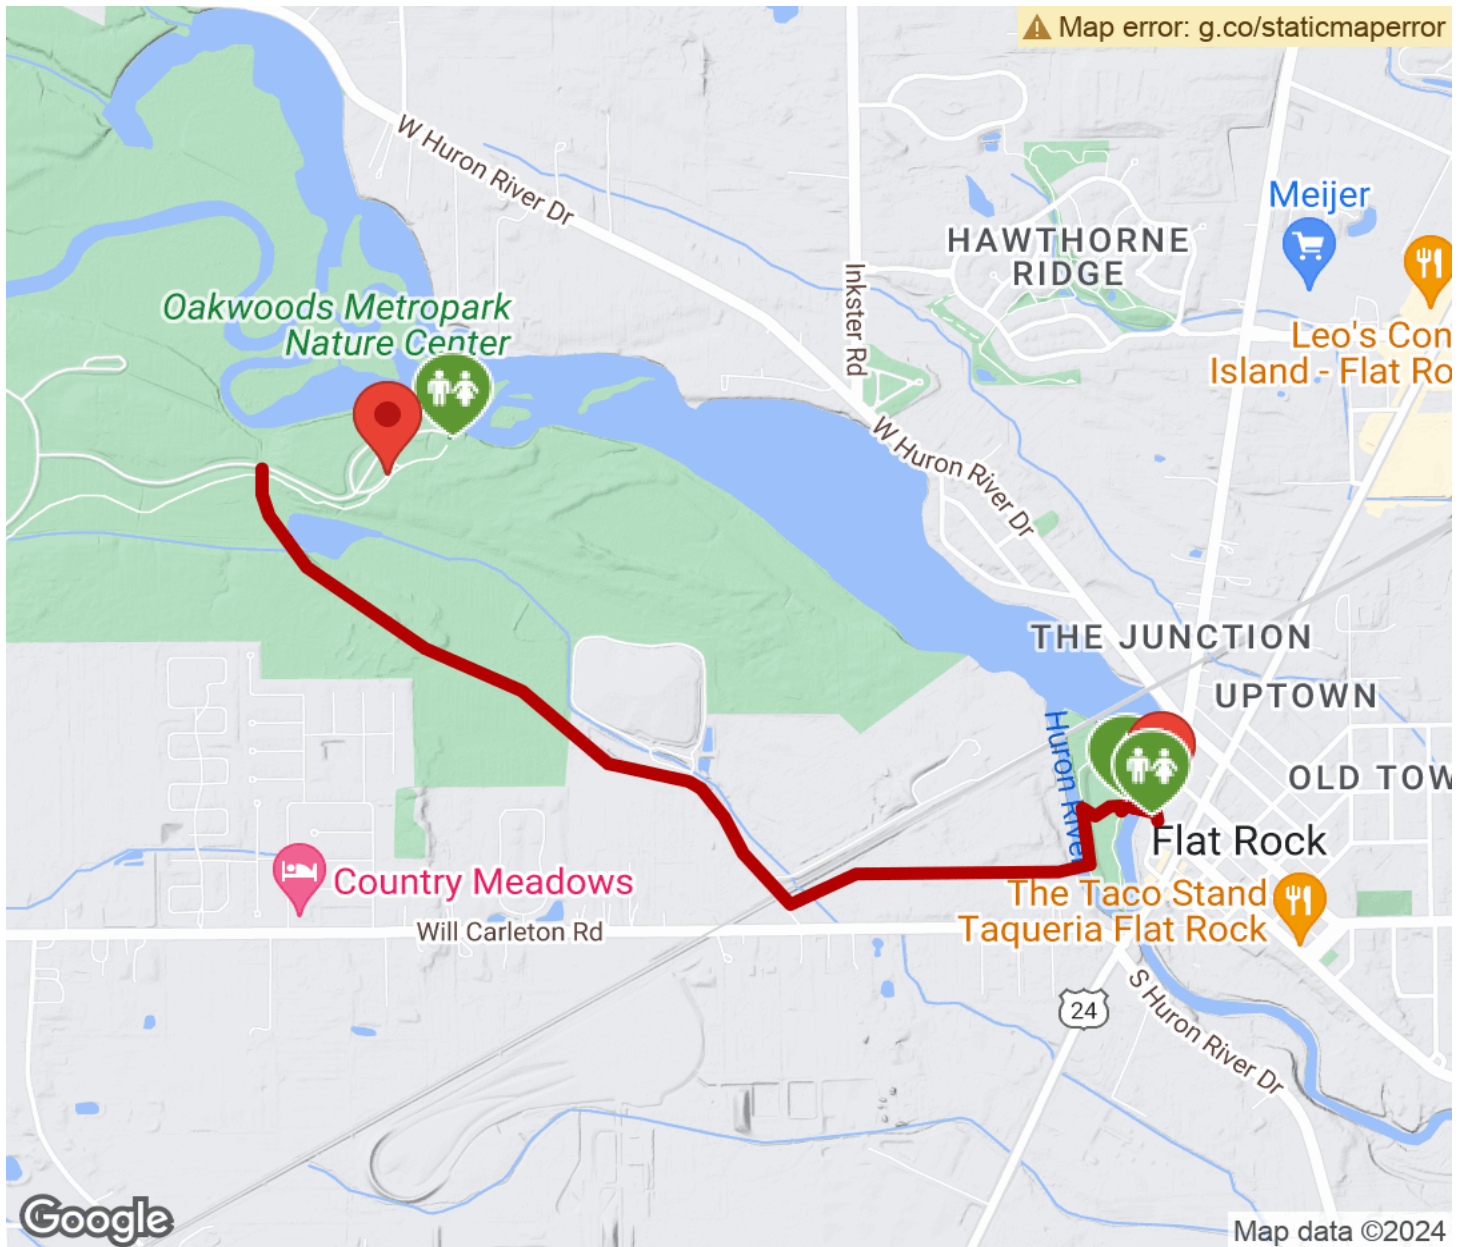 Map error: g.co/staticmaperror
W Huron River Dr
Meijer
HAWTHORNE
RIDGE
Inkster Rd
Oakwoods Metropark
Nature Center
Leo's Con
Island - Flat Ro
W Huron River Dr
THE JUNCTION
UPTOWN
Huron River
OLD TOW
Flat Rock
Country Meadows
The Taco Stand
Taqueria Flat Rock
Will Carleton Rd
24
S Huron River Dr
Google
Map data ©2024